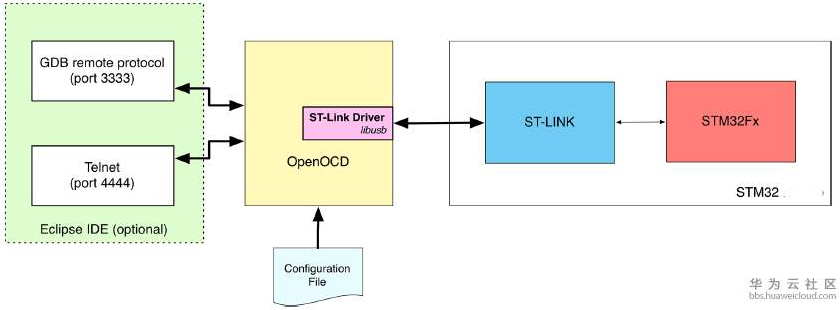 GDB remote protocol
(port 3333)
Telnet
(port 4444)
Eclipse IDE (optional)
ST-Link Driver
libusb
OpenOCD
Configuration
File
ST-LINK
STM32Fx
STM32
华为云社区
bbs.huaweicloud.com